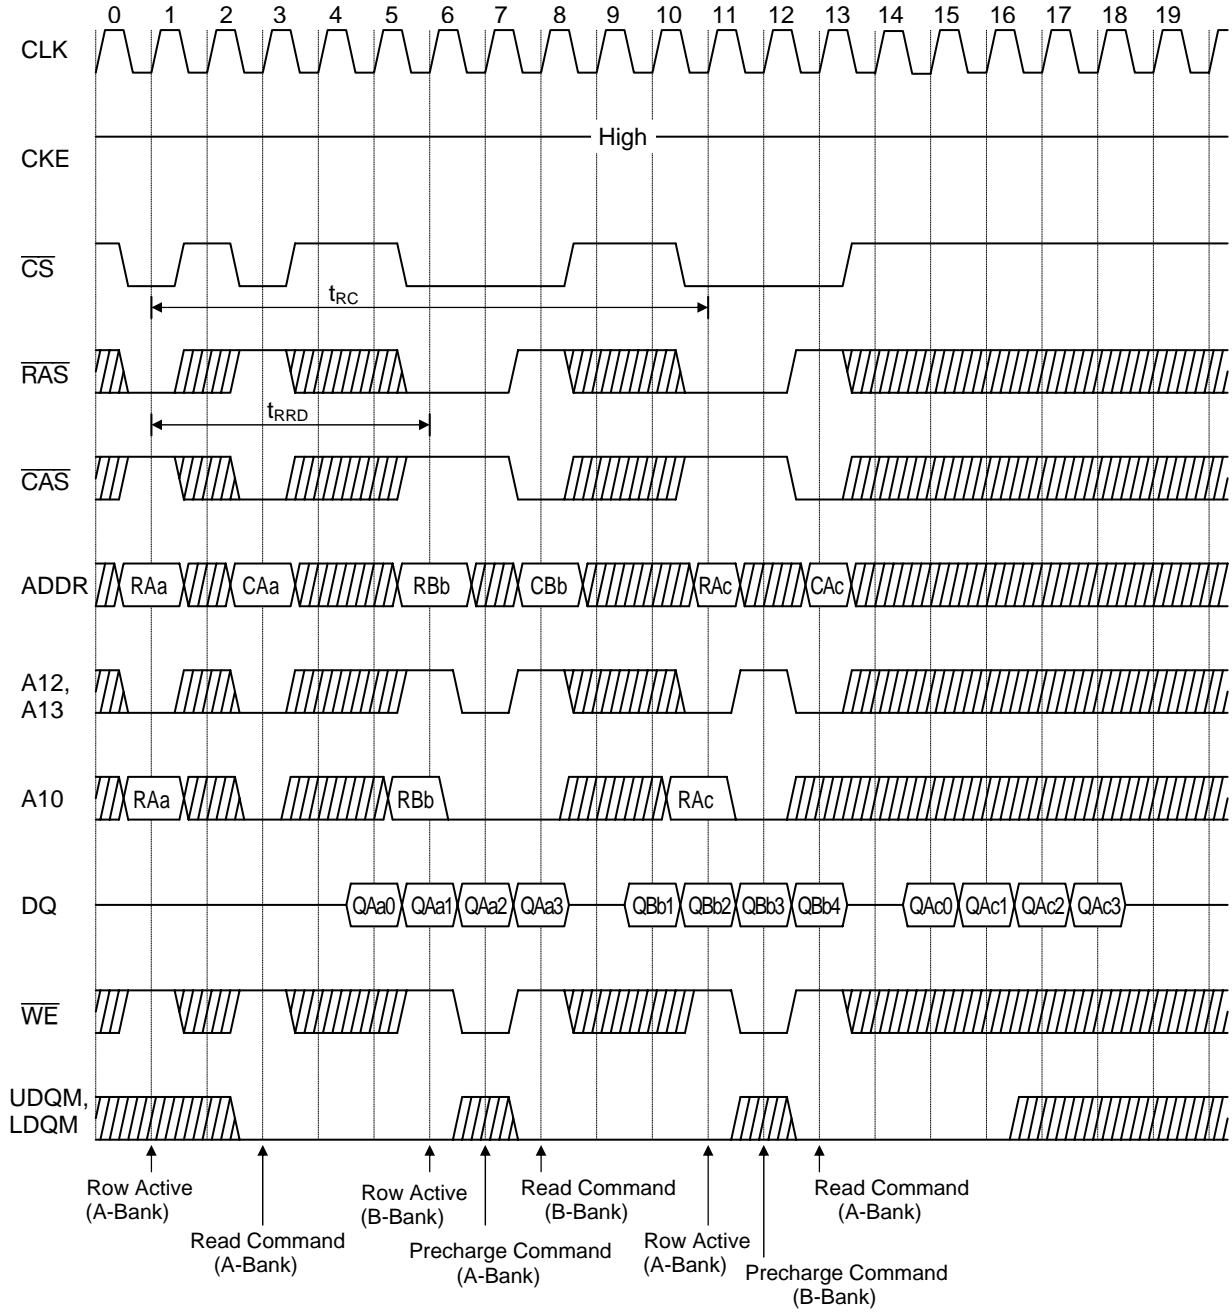 0 1 2 3 4 5 6 7 8 9 10 11 12 13 14 15 16 17 18 19
CLK
High
CKE
CS
tRC
RAS
tRRD
CAS
ADDR RAa CAa RBb CBb RAc CAc
A12,
A13
A10 RAa RBb RAc
DQ QAa0 QAa1 QAa2 QAa3 QBb1 QBb2 QBb3 QBb4 QAc0 QAc1 QAc2 QAc3
WE
UDQM,
LDQM
Row Active
(A-Bank)
Read Command
(A-Bank)
Row Active
(B-Bank)
Precharge Command
(A-Bank)
Read Command
(B-Bank)
Row Active
(A-Bank)
Precharge Command
(B-Bank)
Read Command
(A-Bank)